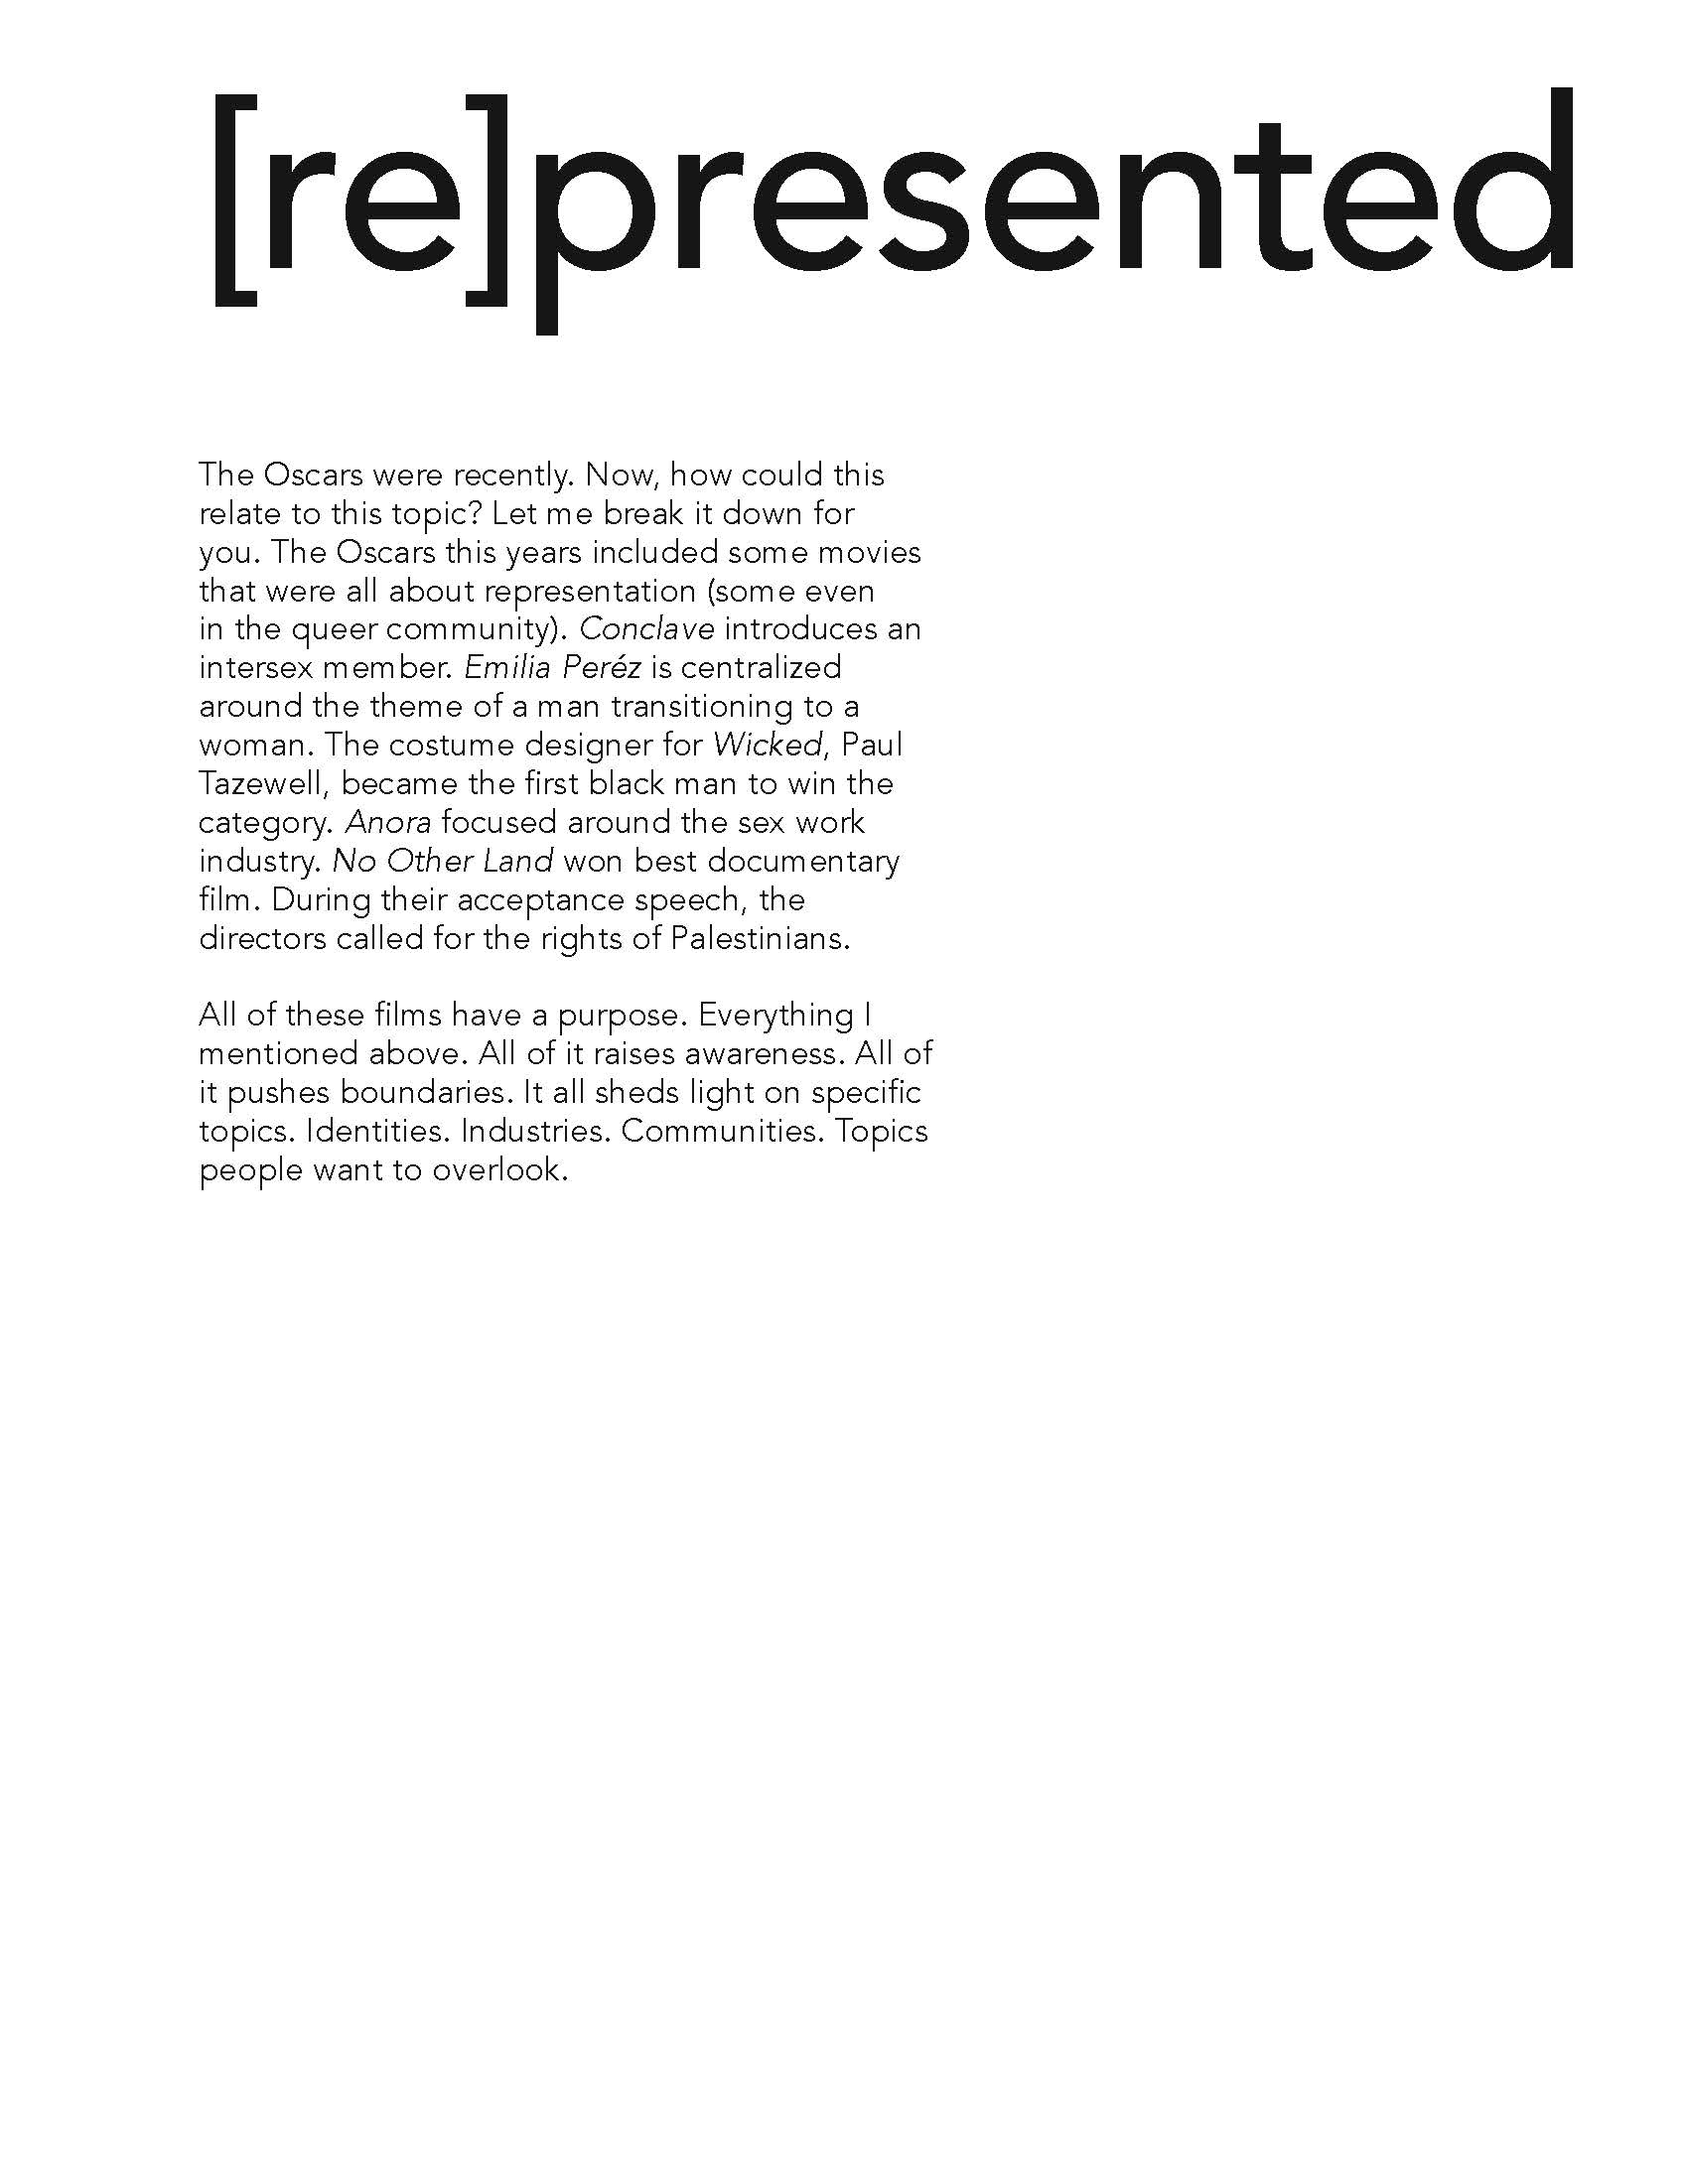 [re]presented
The Oscars were recently. Now, how could this
relate to this topic? Let me break it down for
you. The Oscars this years included some movies
that were all about representation (some even
in the queer community). Conclave introduces an
intersex member. Emilia Peréz is centralized
around the theme of a man transitioning to a
woman. The costume designer for Wicked, Paul
Tazewell, became the first black man to win the
category. Anora focused around the sex work
industry. No Other Land won best documentary
film. During their acceptance speech, the
directors called for the rights of Palestinians.
All of these films have a purpose. Everything I
mentioned above. All of it raises awareness. All of
it pushes boundaries. It all sheds light on specific
topics. Identities. Industries. Communities. Topics
people want to overlook.